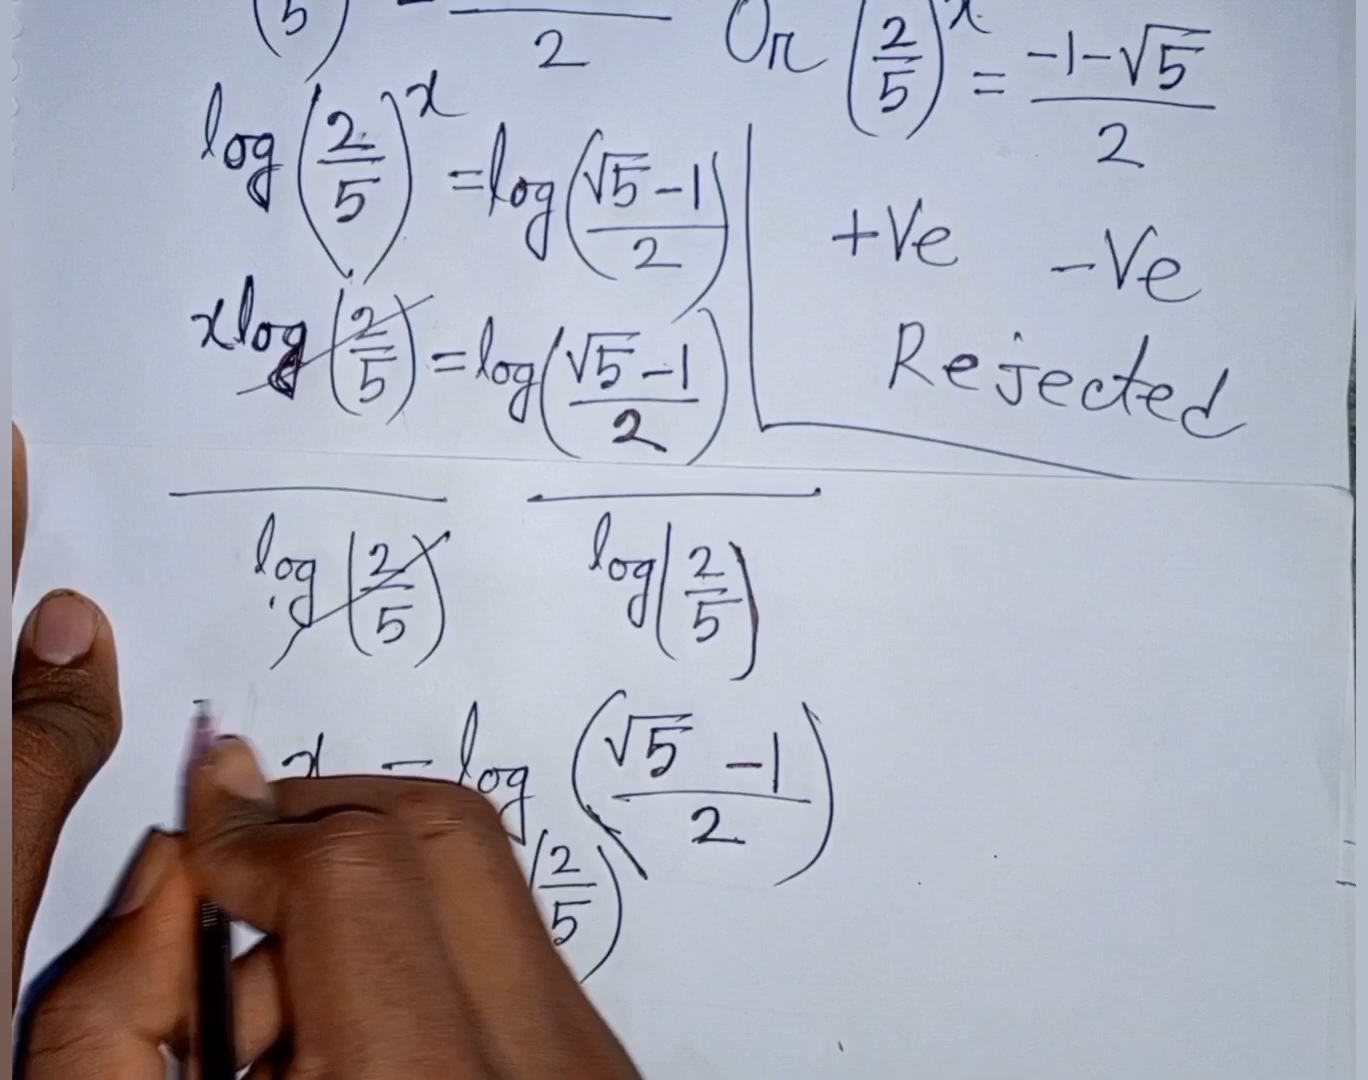 (5) = 2 Or (2/5)^x = (-1-√5)/2
log(2/5)^x = log((√5-1)/2)
+Ve -Ve
x log(2/5) = log((√5-1)/2)
Rejected
log(2/5) log(2/5)
x = log((√5-1)/2)
(2/5)